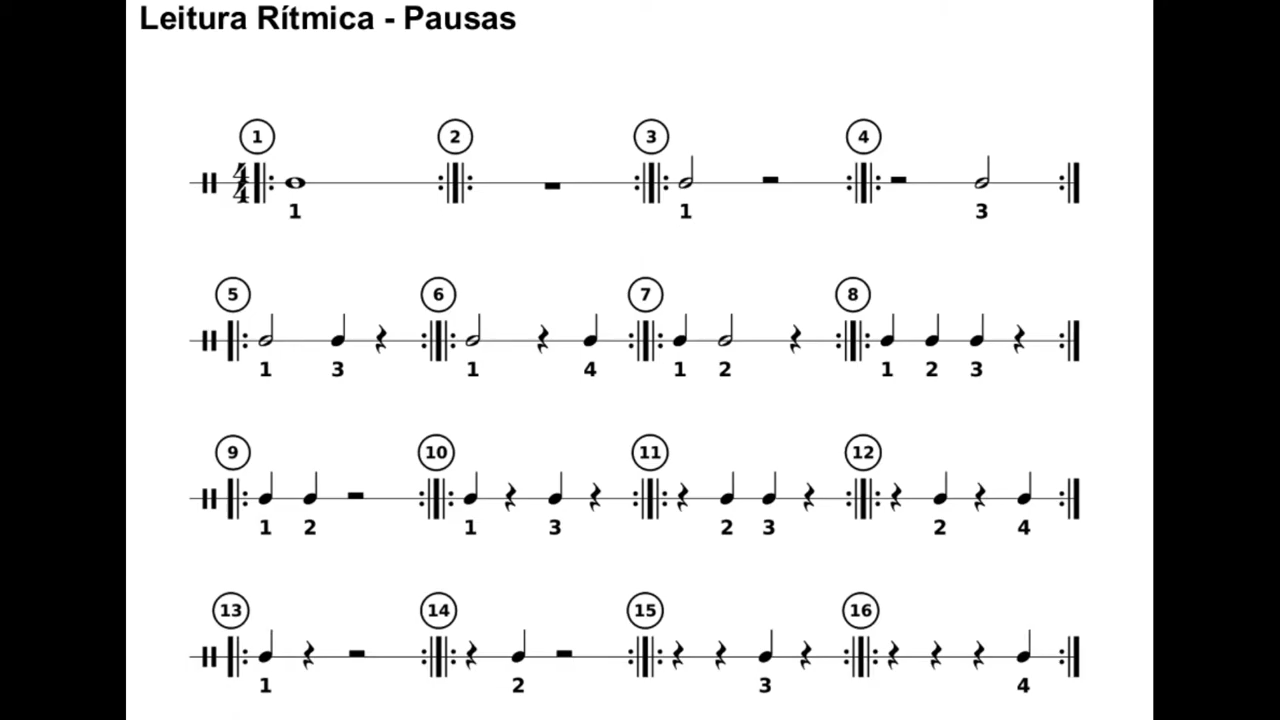 Leitura Rítmica - Pausas
1 2 3 4
4
4
1 1 3
5 6 7 8
1 3 1 4 1 2 1 2 3
9 10 11 12
1 2 1 3 2 3 2 4
13 14 15 16
1 2 3 4